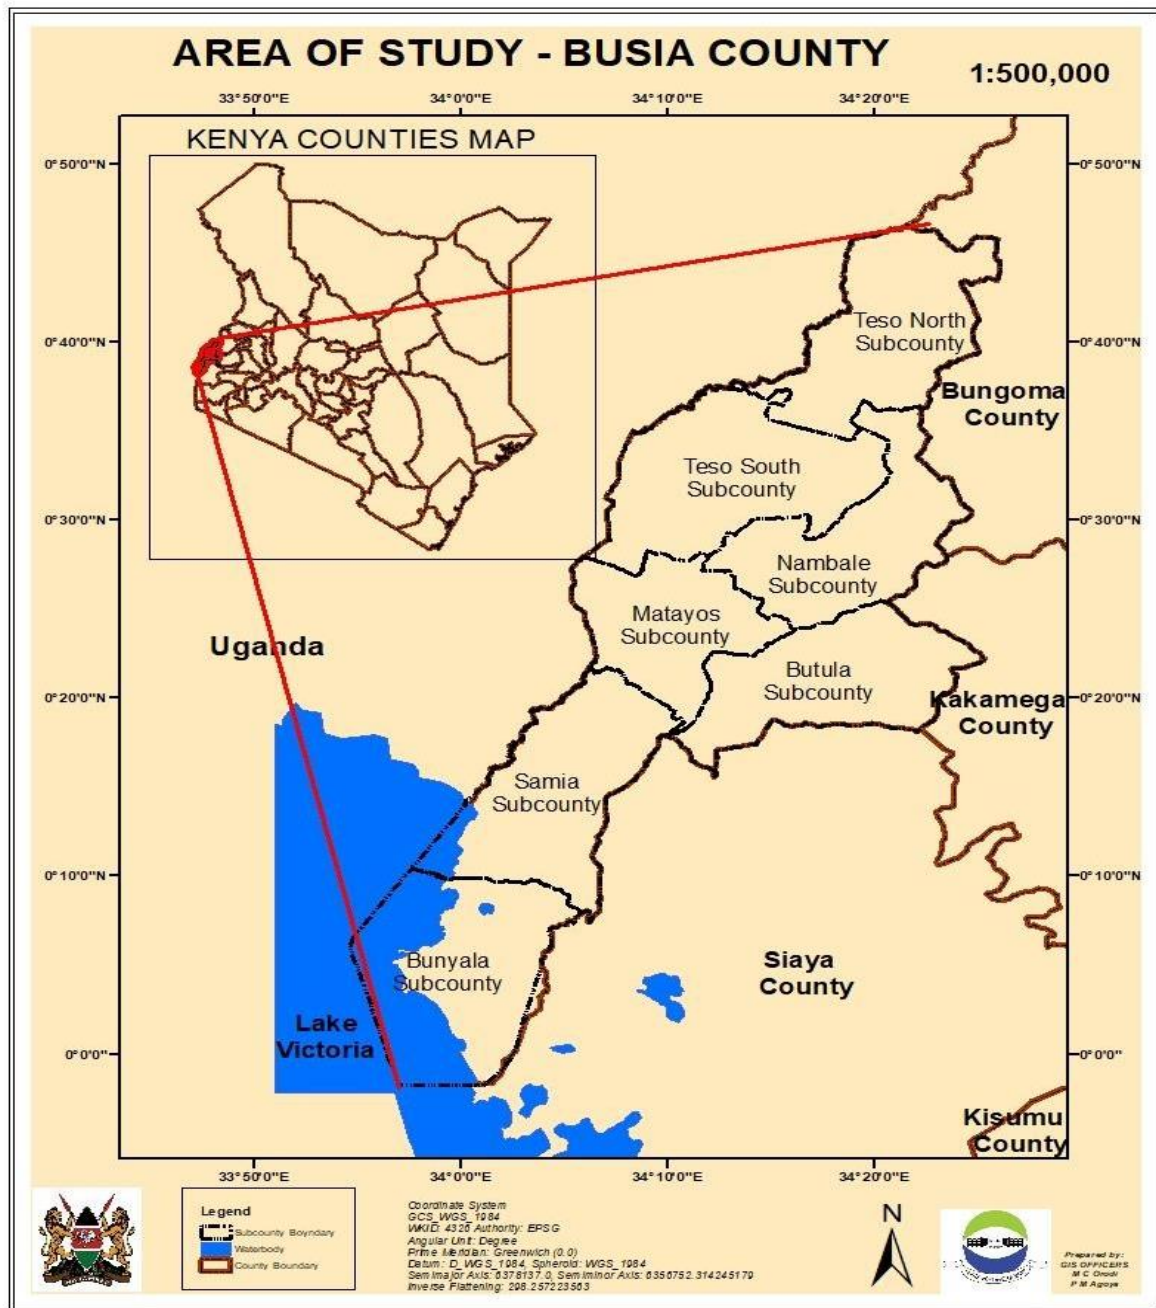 AREA OF STUDY - BUSIA COUNTY
1:500,000
33°50'0"E
34°0'0"E
34°10'0"E
34°20'0"E
KENYA COUNTIES MAP
0°50'0"N
0°50'0"N
Teso North
Subcounty
0°40'0"N
0°40'0"N
Bungoma
County
Teso South
Subcounty
0°30'0"N
0°30'0"N
Nambale
Subcounty
Matayos
Subcounty
Uganda
Butula
Subcounty
0°20'0"N
0°20'0"N
Kakamega
County
Samia
Subcounty
0°10'0"N
0°10'0"N
Bunyala
Subcounty
Siaya
County
Lake
Victoria
0°0'0"
0°0'0"
Kisumu
County
33°50'0"E
34°0'0"E
34°10'0"E
34°20'0"E
Legend
Subcounty Boyndary
Waterbody
County Boundary
Coordinate System
GCS_WGS_1984
WKID: 4326 Authority: EPSG
Angular Unit: Degree
Prime Meridian: Greenwich (0.0)
Datum: D_WGS_1984, Spheroid: WGS_1984
Semimajor Axis: 6378137.0, Semiminor Axis: 6356752.314245179
Inverse Flattening: 298.257223563
N
Prepared by:
GIS OFFICERS
M C Orodi
P M Agoya